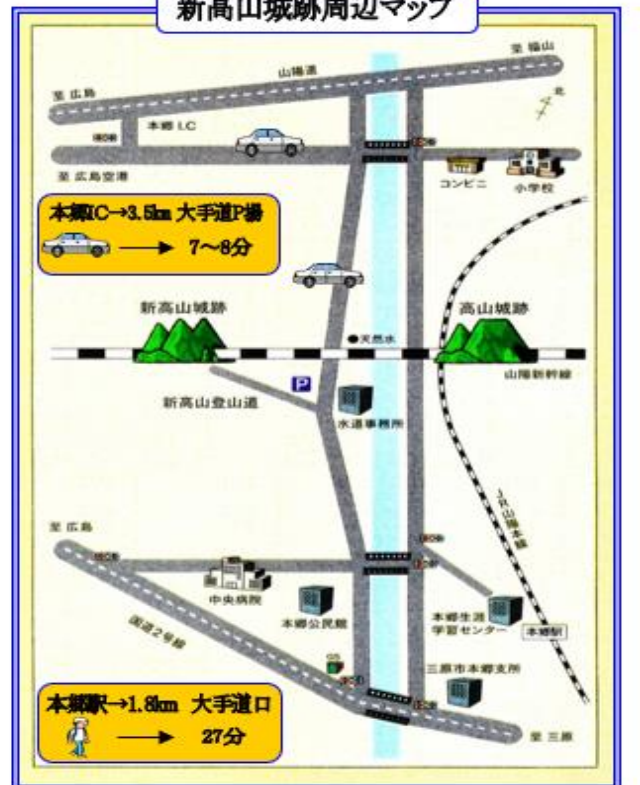 新高山城跡周辺マップ
至 福山
山陽道
至 広島
北
本郷 I.C
至 広島空港
コンビニ
小学校
本郷IC→3.5km 大手道P場
7～8分
新高山城跡
高山城跡
●天然水
山陽新幹線
P
新高山登山道
水道事務所
JR山陽本線
至 広島
中央病院
本郷公民館
本郷生涯
学習センター
本郷駅
国道2号線
GS
三原市本郷支所
本郷駅→1.8km 大手道口
27分
至 三原